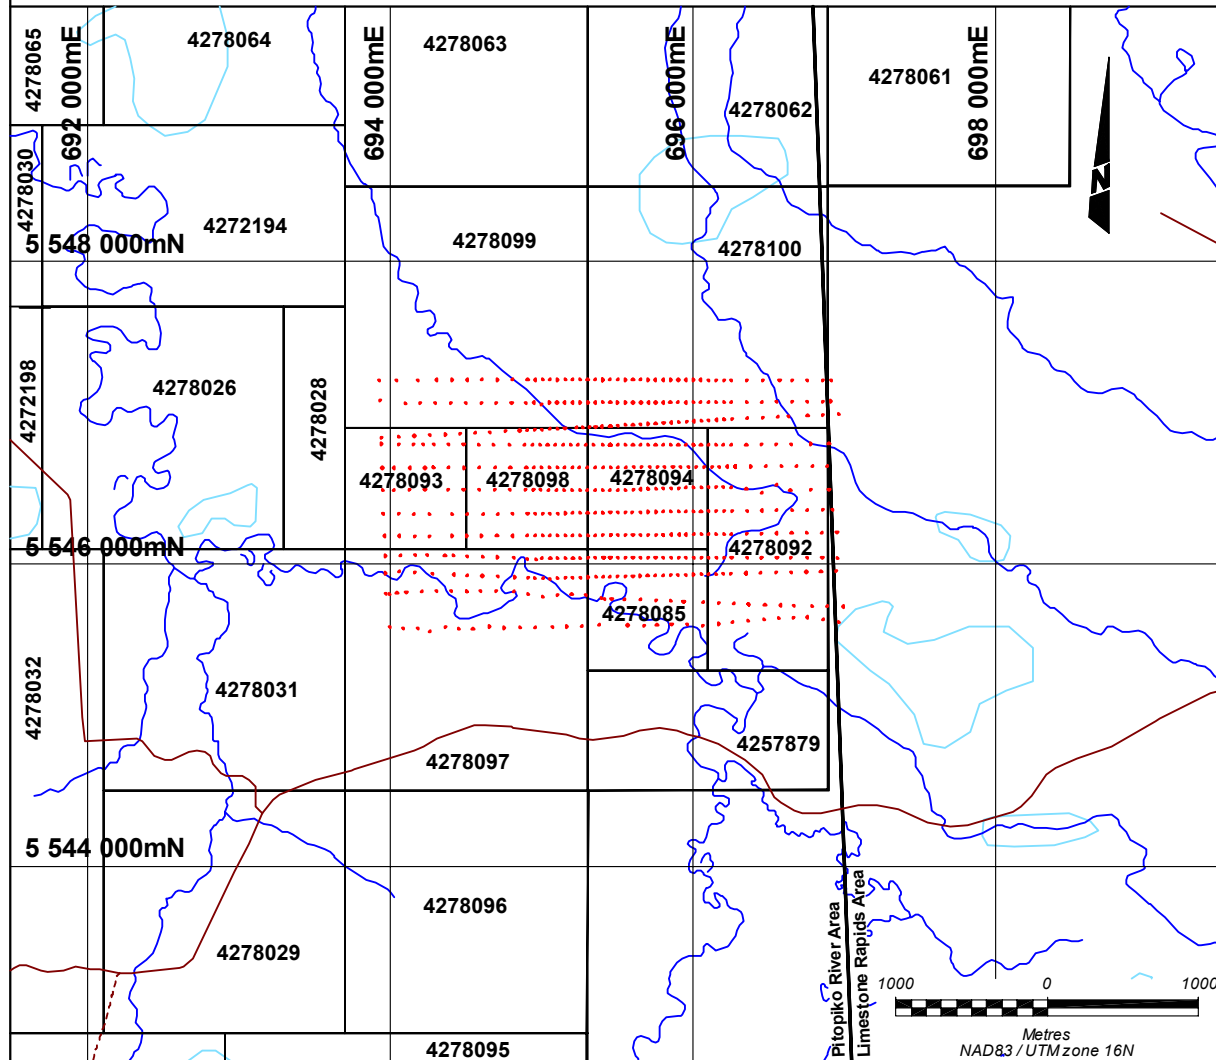 4278065
692 000mE
4278064
694 000mE
4278063
696 000mE
4278062
4278061
698 000mE
N
4278030
4272194
4278099
4278100
5 548 000mN
4272198
4278026
4278028
4278093
4278098
4278094
5 546 000mN
4278092
4278085
4278032
4278031
4278097
4257879
5 544 000mN
4278096
4278029
Pitopiko River Area
Limestone Rapids Area
1000 0 1000
Metres
NAD83 / UTM zone 16N
4278095